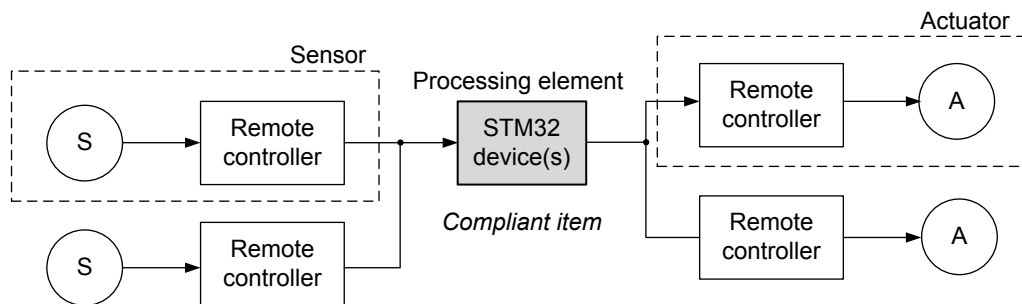 Sensor
Actuator
Processing element
S
Remote
controller
STM32
device(s)
Remote
controller
A
Compliant item
S
Remote
controller
Remote
controller
A